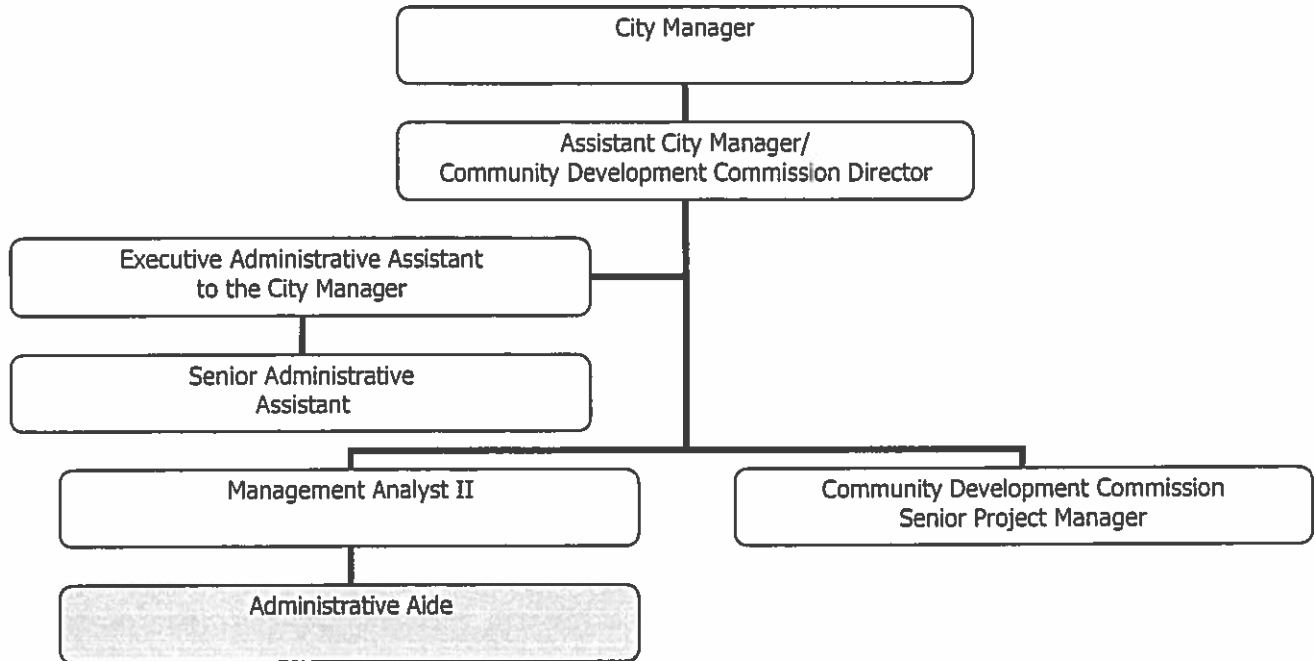 City Manager
Assistant City Manager/
Community Development Commission Director
Executive Administrative Assistant
to the City Manager
Senior Administrative
Assistant
Management Analyst II
Community Development Commission
Senior Project Manager
Administrative Aide